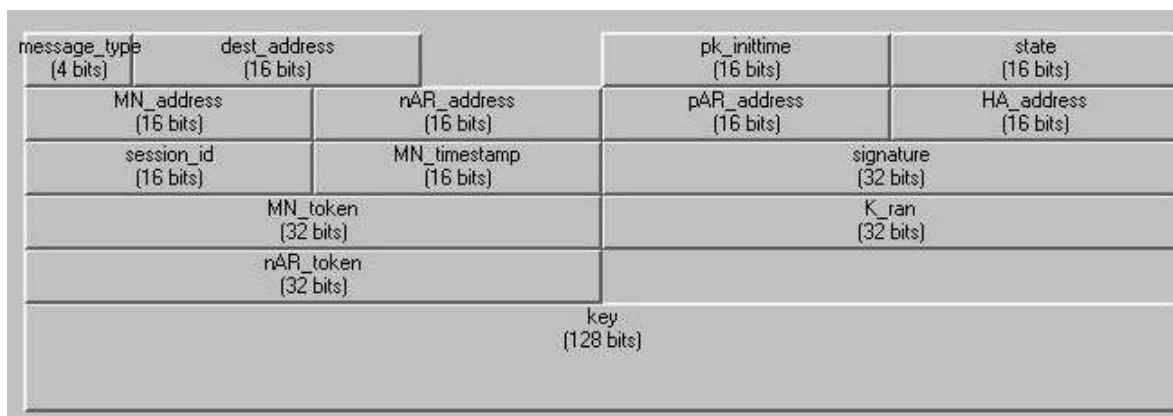 message_type dest_address pk_inittime state
(4 bits) (16 bits) (16 bits) (16 bits)
MN_address nAR_address pAR_address HA_address
(16 bits) (16 bits) (16 bits) (16 bits)
session_id MN_timestamp signature
(16 bits) (16 bits) (32 bits)
MN_token K_ran
(32 bits) (32 bits)
nAR_token
(32 bits)
key
(128 bits)